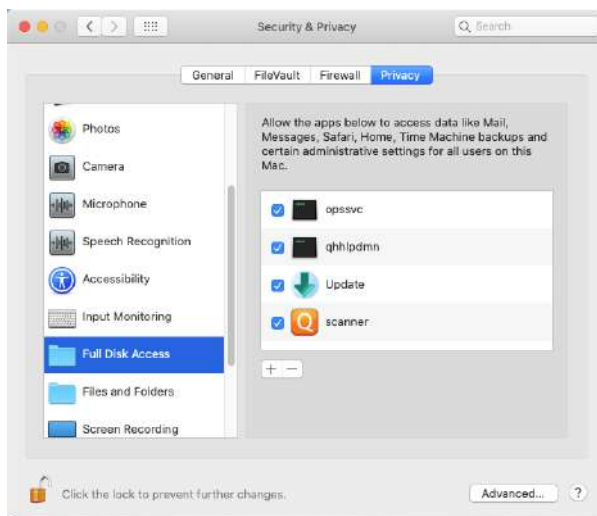 Security & Privacy
Search
General FileVault Firewall Privacy
Photos
Camera
Microphone
Speech Recognition
Accessibility
Input Monitoring
Full Disk Access
Files and Folders
Screen Recording
Allow the apps below to access data like Mail,
Messages, Safari, Home, Time Machine backups and
certain administrative settings for all users on this
Mac.
opssvc
qhhlpdmn
Update
scanner
+ −
Click the lock to prevent further changes.
Advanced... ?